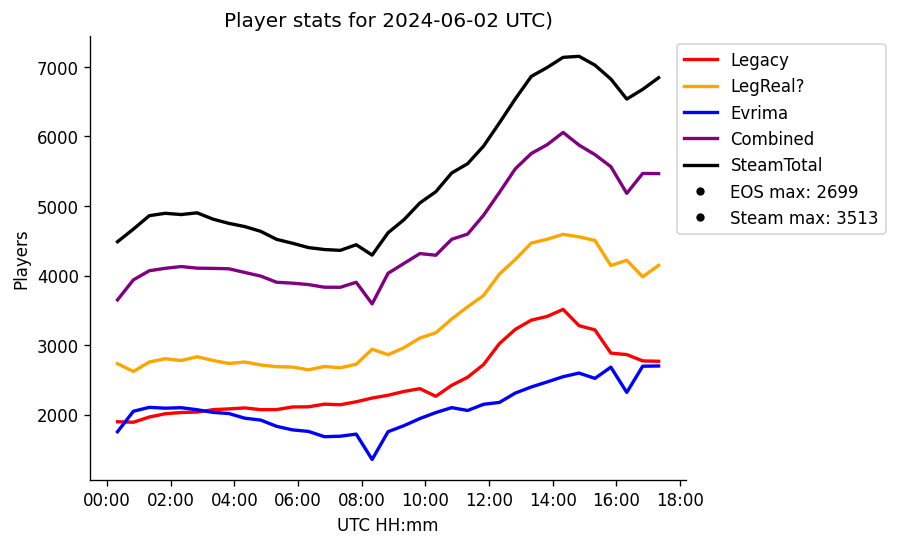 Player stats for 2024-06-02 UTC)
Players
7000
6000
5000
4000
3000
2000
00:00 02:00 04:00 06:00 08:00 10:00 12:00 14:00 16:00 18:00
UTC HH:mm
Legacy
LegReal?
Evrima
Combined
SteamTotal
EOS max: 2699
Steam max: 3513